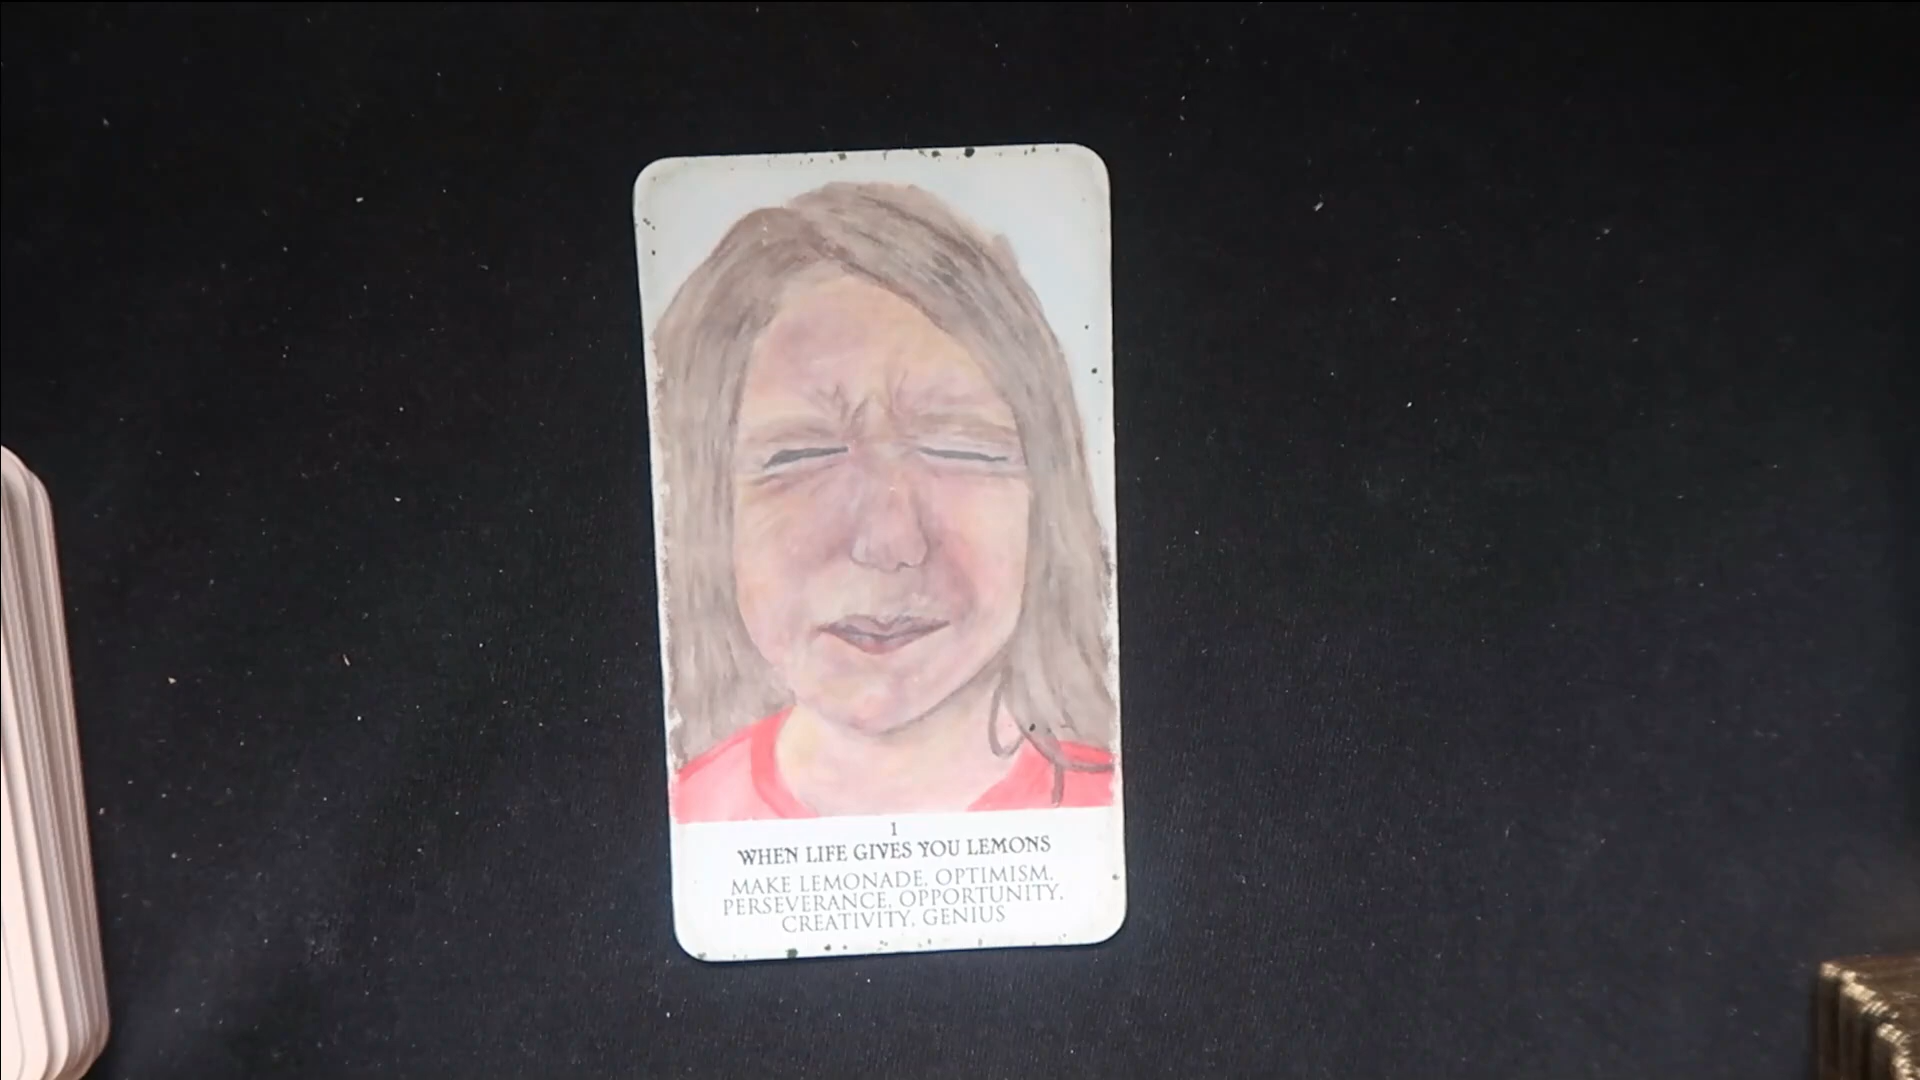 1
WHEN LIFE GIVES YOU LEMONS
MAKE LEMONADE, OPTIMISM,
PERSEVERANCE, OPPORTUNITY,
CREATIVITY, GENIUS